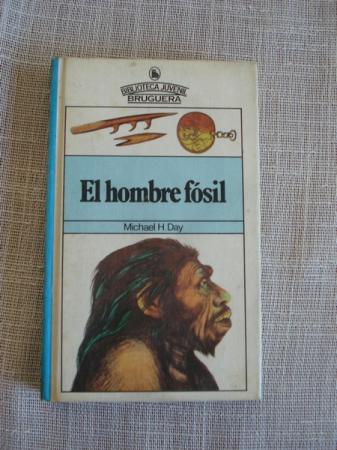 BIBLIOTECA JUVENIL
BRUGUERA
El hombre fósil
Michael H. Day